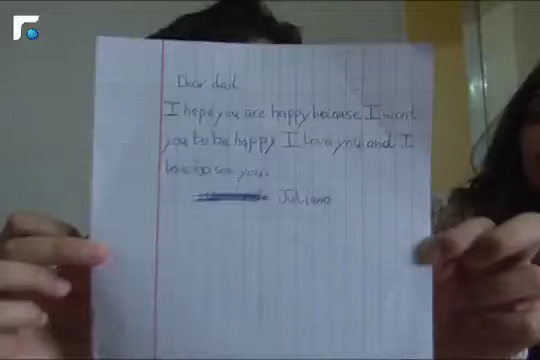 Dear dad
I hope you are happy because I want
you to be happy I love you and I
love to see you.
Juliana